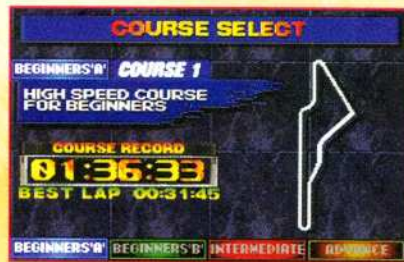 COURSE SELECT
BEGINNERS'A' COURSE 1
HIGH SPEED COURSE
FOR BEGINNERS
COURSE RECORD
01:36:33
BEST LAP 00:31:45
BEGINNERS'A' BEGINNERS'B' INTERMEDIATE ADVANCE